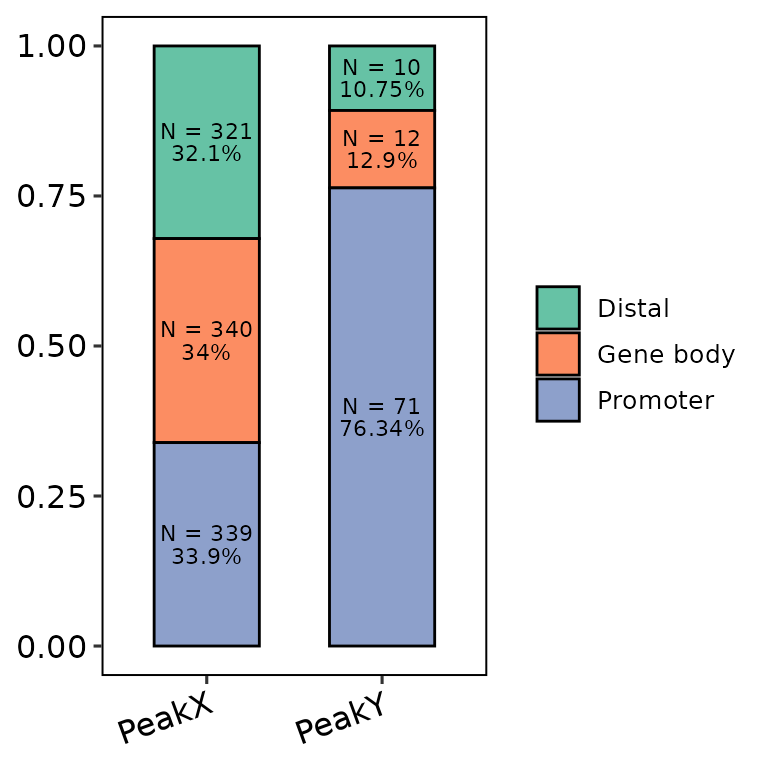 1.00
0.75
0.50
0.25
0.00
N = 321
32.1%
N = 340
34%
N = 339
33.9%
N = 10
10.75%
N = 12
12.9%
N = 71
76.34%
PeakX
PeakY
Distal
Gene body
Promoter